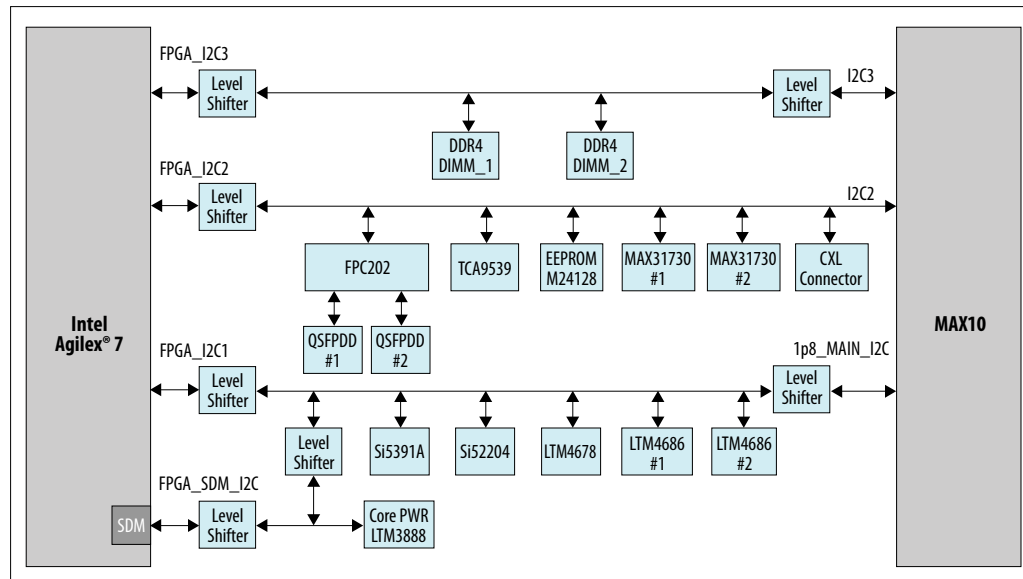 FPGA_I2C3
Level
Shifter
Level
Shifter
I2C3
DDR4
DIMM_1
DDR4
DIMM_2
FPGA_I2C2
Level
Shifter
I2C2
FPC202
TCA9539
EEPROM
M24128
MAX31730
#1
MAX31730
#2
CXL
Connector
QSFPDD
#1
QSFPDD
#2
Intel
Agilex® 7
MAX10
FPGA_I2C1
Level
Shifter
1p8_MAIN_I2C
Level
Shifter
Level
Shifter
Si5391A
Si52204
LTM4678
LTM4686
#1
LTM4686
#2
FPGA_SDM_I2C
SDM
Level
Shifter
Core PWR
LTM3888